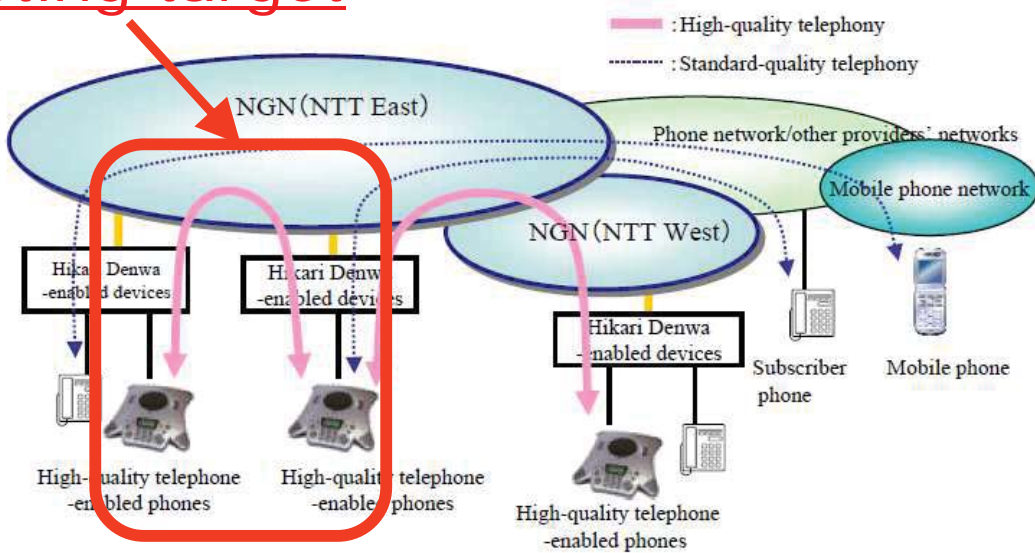 ting target
: High-quality telephony
: Standard-quality telephony
NGN(NTT East)
Phone network/other providers' networks
Mobile phone network
NGN(NTT West)
Hikari Denwa
-enabled devices
Hikari Denwa
-enabled devices
Hikari Denwa
-enabled devices
Subscriber
phone
Mobile phone
High-quality telephone
-enabled phones
High-quality telephone
-enabled phones
High-quality telephone
-enabled phones